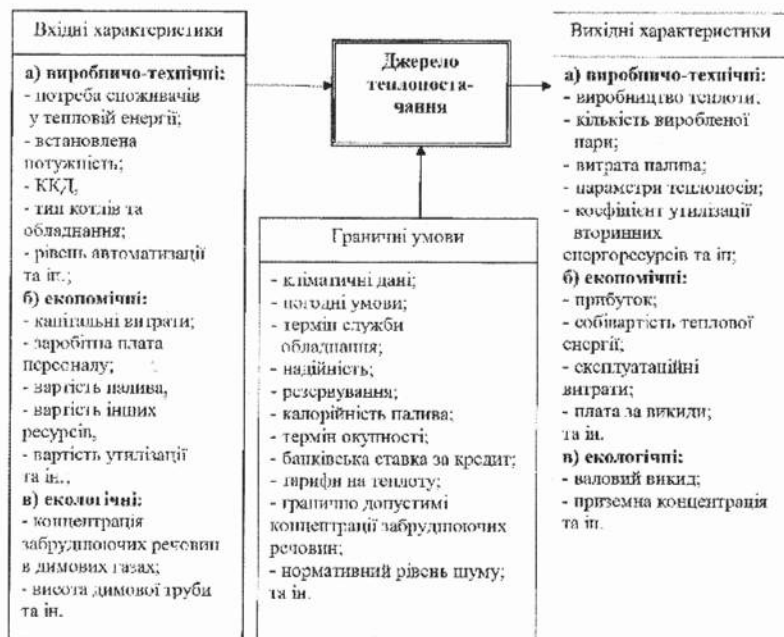 Вхідні характеристики
а) виробничо-технічні:
- потреба споживачів
у тепловій енергії;
- встановлена
потужність;
- ККД,
- тип котлів та
обладнання;
- рівень автоматизації
та ін.;
б) економічні:
- капітальні витрати;
- заробітна плата
персоналу;
- вартість палива,
- вартість інших
ресурсів,
- вартість утилізації
та ін.,
в) екологічні:
- концентрація
забруднюючих речовин
в димових газах;
- висота димової труби
та ін.
Джерело
теплопоста-
чання
Граничні умови
- кліматичні дані;
- погодні умови;
- термін служби
обладнання;
- надійність;
- резервування;
- калорійність палива;
- термін окупності;
- банківська ставка за кредит;
- тарифи на теплоту;
- гранично допустимі
концентрації забруднюючих
речовин;
- нормативний рівень шуму;
та ін.
Вихідні характеристики
а) виробничо-технічні:
- виробництво теплоти;
- кількість виробленої
пари;
- витрата палива;
- параметри теплоносія;
- коефіцієнт утилізації
вторинних
енергоресурсів та ін;
б) економічні:
- прибуток;
- собівартість теплової
енергії;
- експлуатаційні
витрати;
- плата за викиди;
та ін.
в) екологічні:
- валовий викид;
- приземна концентрація
та ін.